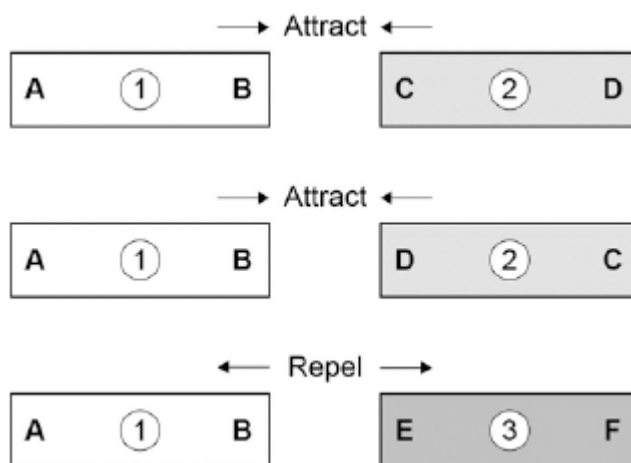 Attract
A 1 B C 2 D
Attract
A 1 B D 2 C
Repel
A 1 B E 3 F